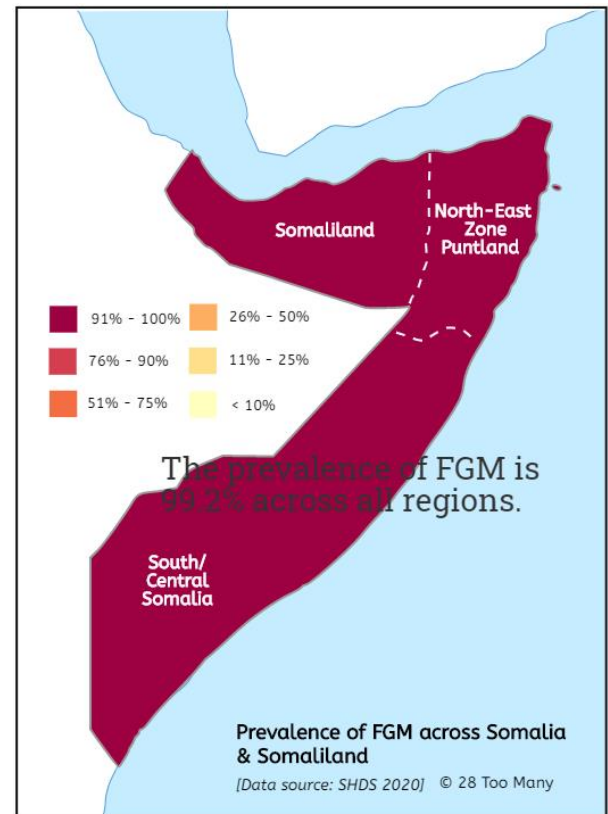 Somaliland
North-East
Zone
Puntland
91% - 100%
26% - 50%
76% - 90%
11% - 25%
51% - 75%
< 10%
The prevalence of FGM is
99.2% across all regions.
South/
Central
Somalia
Prevalence of FGM across Somalia
& Somaliland
[Data source: SHDS 2020] © 28 Too Many